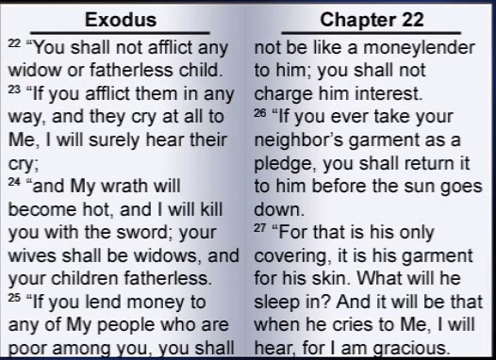 Exodus
22 “You shall not afflict any
widow or fatherless child.
23 “If you afflict them in any
way, and they cry at all to
Me, I will surely hear their
cry;
24 “and My wrath will
become hot, and I will kill
you with the sword; your
wives shall be widows, and
your children fatherless.
25 “If you lend money to
any of My people who are
poor among you, you shall
Chapter 22
not be like a moneylender
to him; you shall not
charge him interest.
26 “If you ever take your
neighbor’s garment as a
pledge, you shall return it
to him before the sun goes
down.
27 “For that is his only
covering, it is his garment
for his skin. What will he
sleep in? And it will be that
when he cries to Me, I will
hear, for I am gracious.